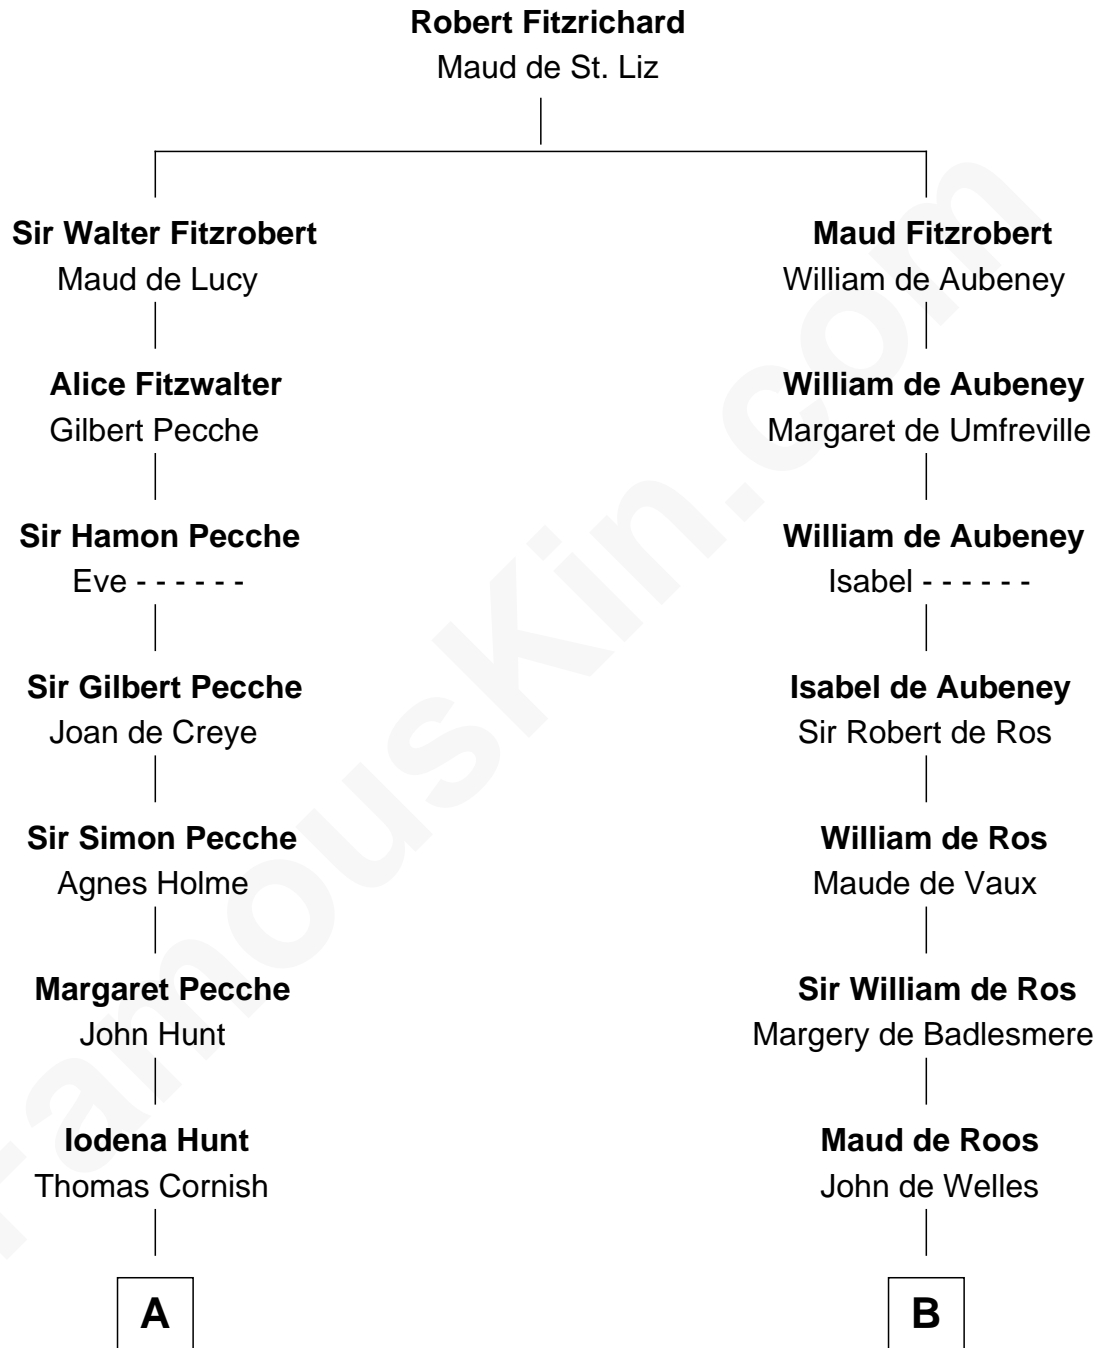 Robert Fitzrichard
Maud de St. Liz
Sir Walter Fitzrobert
Maud de Lucy
Maud Fitzrobert
William de Aubeney
Alice Fitzwalter
Gilbert Pecche
William de Aubeney
Margaret de Umfreville
Sir Hamon Pecche
Eve - - - - - -
William de Aubeney
Isabel - - - - - -
Sir Gilbert Pecche
Joan de Creye
Isabel de Aubeney
Sir Robert de Ros
Sir Simon Pecche
Agnes Holme
William de Ros
Maude de Vaux
Margaret Pecche
John Hunt
Sir William de Ros
Margery de Badlesmere
Iodena Hunt
Thomas Cornish
Maud de Roos
John de Welles
A
B
FamousKin.com